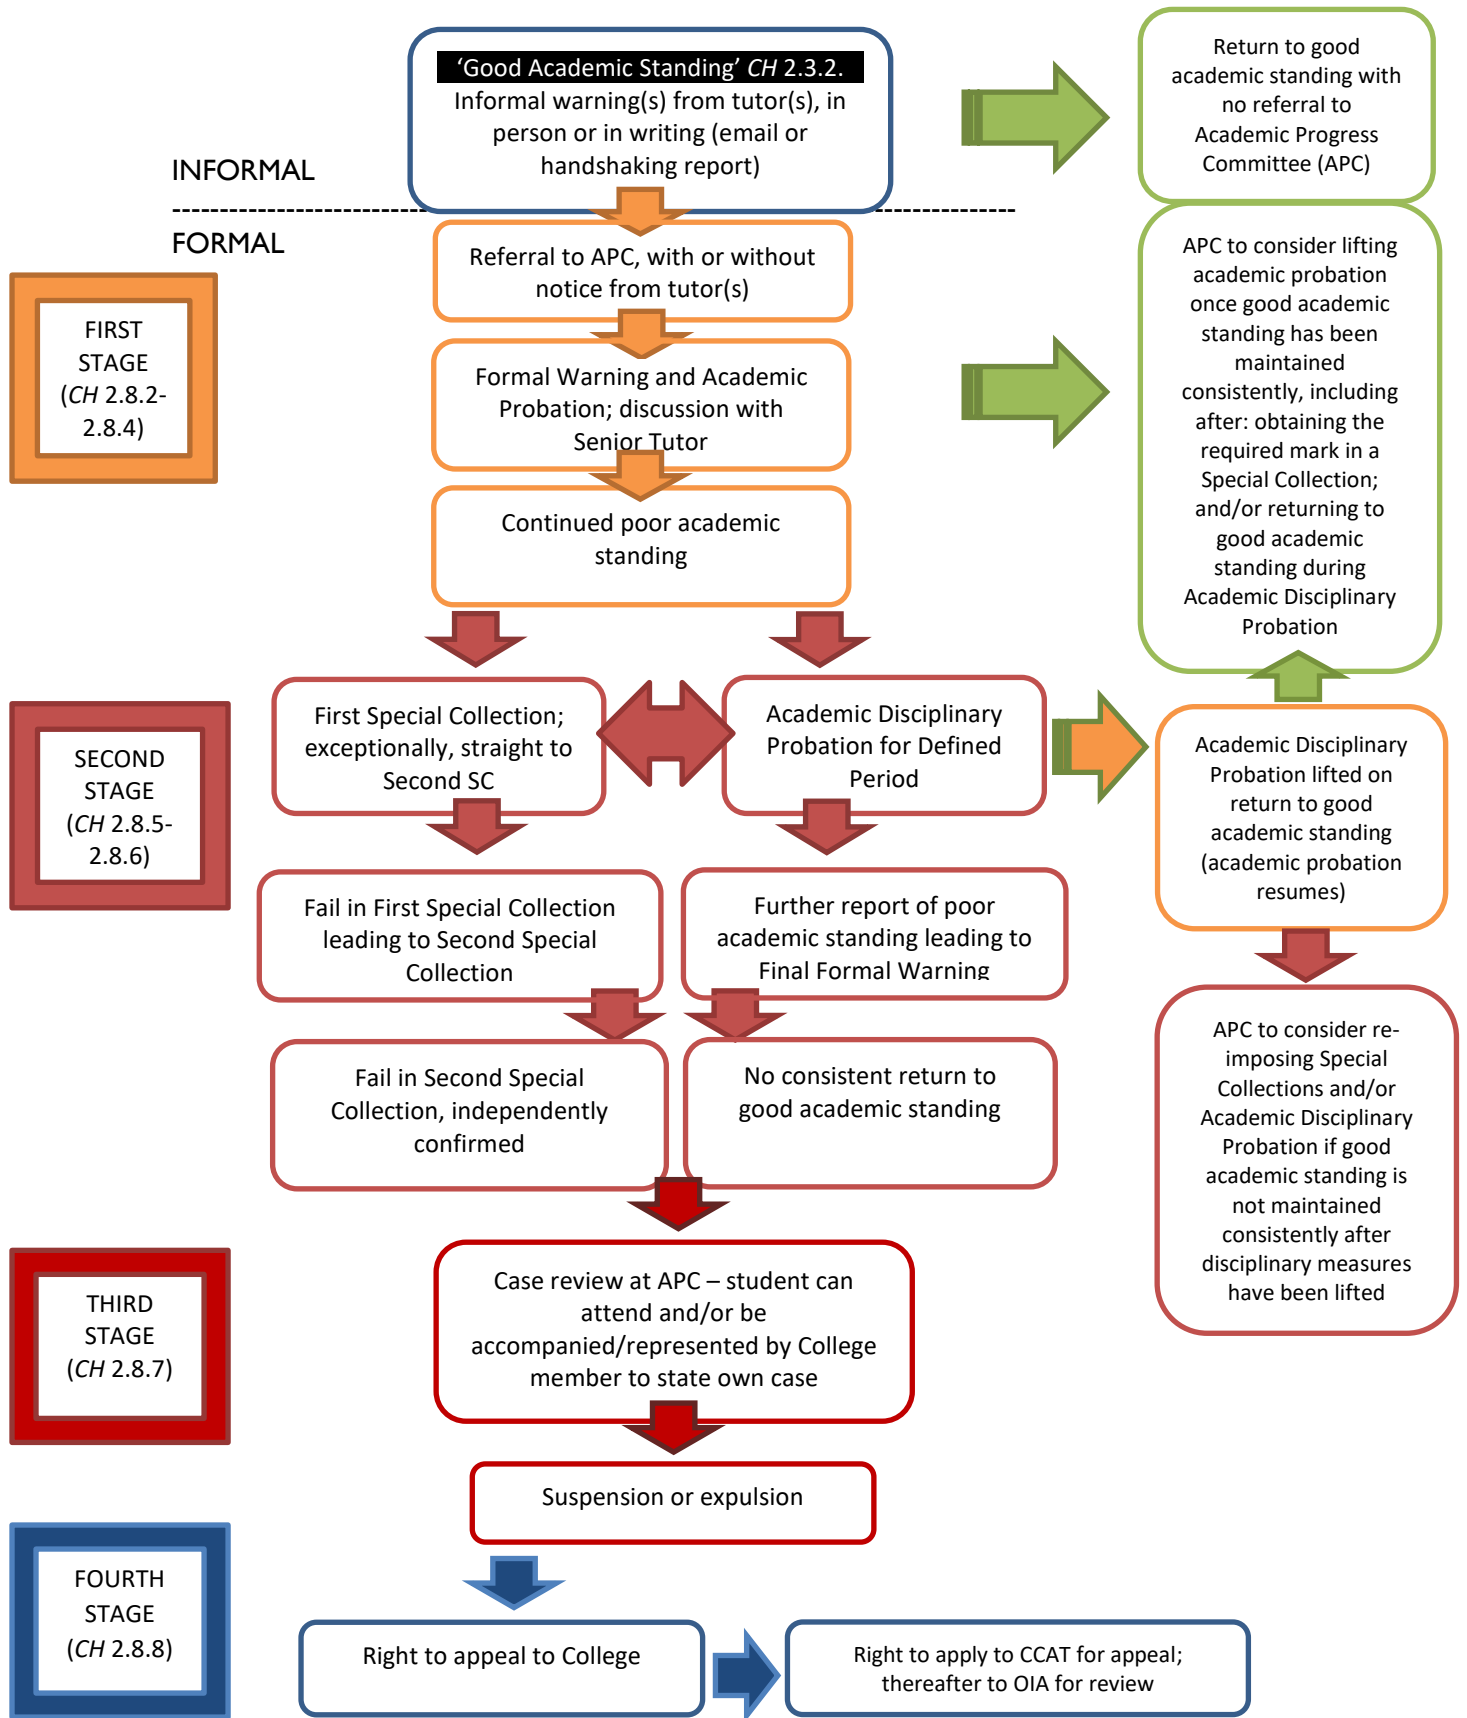 ‘Good Academic Standing’ CH 2.3.2.
Informal warning(s) from tutor(s), in
person or in writing (email or
handshaking report)
Return to good
academic standing with
no referral to
Academic Progress
Committee (APC)
INFORMAL
FORMAL
Referral to APC, with or without
notice from tutor(s)
FIRST
STAGE
(CH 2.8.2-
2.8.4)
Formal Warning and Academic
Probation; discussion with
Senior Tutor
Continued poor academic
standing
APC to consider lifting
academic probation
once good academic
standing has been
maintained
consistently, including
after: obtaining the
required mark in a
Special Collection;
and/or returning to
good academic
standing during
Academic Disciplinary
Probation
SECOND
STAGE
(CH 2.8.5-
2.8.6)
First Special Collection;
exceptionally, straight to
Second SC
Academic Disciplinary
Probation for Defined
Period
Academic Disciplinary
Probation lifted on
return to good
academic standing
(academic probation
resumes)
Fail in First Special Collection
leading to Second Special
Collection
Further report of poor
academic standing leading to
Final Formal Warning
Fail in Second Special
Collection, independently
confirmed
No consistent return to
good academic standing
APC to consider re-
imposing Special
Collections and/or
Academic Disciplinary
Probation if good
academic standing is
not maintained
consistently after
disciplinary measures
have been lifted
THIRD
STAGE
(CH 2.8.7)
Case review at APC – student can
attend and/or be
accompanied/represented by College
member to state own case
Suspension or expulsion
FOURTH
STAGE
(CH 2.8.8)
Right to appeal to College
Right to apply to CCAT for appeal;
thereafter to OIA for review